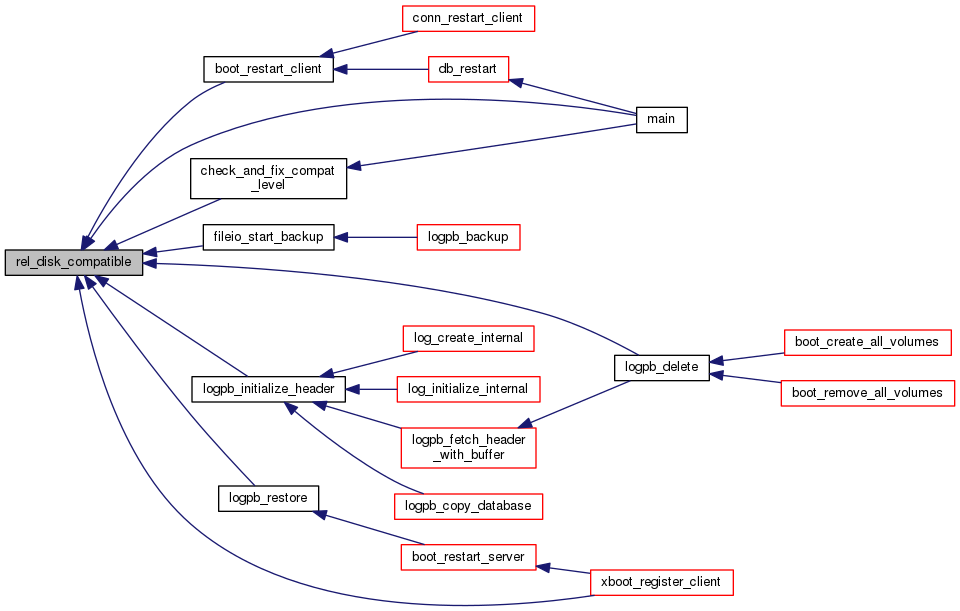 conn_restart_client
boot_restart_client
db_restart
main
check_and_fix_compat
_level
fileio_start_backup
logpb_backup
rel_disk_compatible
log_create_internal
boot_create_all_volumes
logpb_delete
logpb_initialize_header
log_initialize_internal
boot_remove_all_volumes
logpb_fetch_header
_with_buffer
logpb_restore
logpb_copy_database
boot_restart_server
xboot_register_client